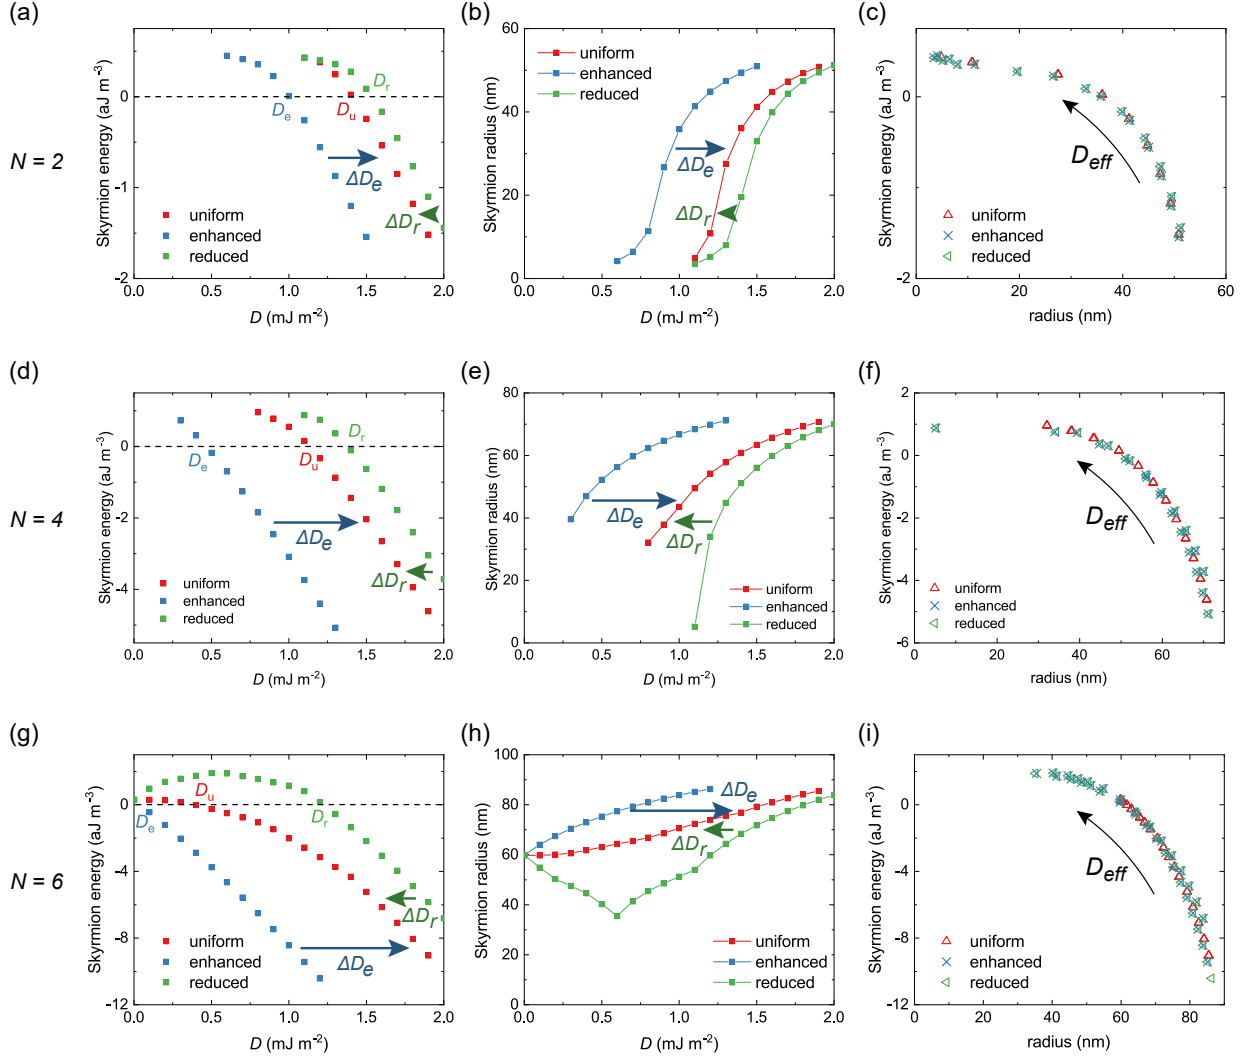 (a)
(b)
(c)
N = 2
Skyrmion energy (aJ m⁻³)
0
-1
-2
0.0 0.5 1.0 1.5 2.0
D (mJ m⁻²)
Dₑ
Dᵤ
Dᵣ
ΔDₑ
ΔDᵣ
uniform
enhanced
reduced
Skyrmion radius (nm)
60
40
20
0
0.0 0.5 1.0 1.5 2.0
D (mJ m⁻²)
uniform
enhanced
reduced
ΔDₑ
ΔDᵣ
Skyrmion energy (aJ m⁻³)
0
-2
0 20 40 60
radius (nm)
D_eff
uniform
enhanced
reduced
(d)
(e)
(f)
N = 4
Skyrmion energy (aJ m⁻³)
0
-2
-4
0.0 0.5 1.0 1.5 2.0
D (mJ m⁻²)
Dₑ
Dᵤ
Dᵣ
ΔDₑ
ΔDᵣ
uniform
enhanced
reduced
Skyrmion radius (nm)
80
60
40
20
0
0.0 0.5 1.0 1.5 2.0
D (mJ m⁻²)
ΔDₑ
ΔDᵣ
uniform
enhanced
reduced
Skyrmion energy (aJ m⁻³)
2
0
-2
-4
-6
0 20 40 60
radius (nm)
D_eff
uniform
enhanced
reduced
(g)
(h)
(i)
N = 6
Skyrmion energy (aJ m⁻³)
4
0
-4
-8
-12
0.0 0.5 1.0 1.5 2.0
D (mJ m⁻²)
Dₑ
Dᵤ
Dᵣ
ΔDᵣ
ΔDₑ
uniform
enhanced
reduced
Skyrmion radius (nm)
100
80
60
40
20
0
0.0 0.5 1.0 1.5 2.0
D (mJ m⁻²)
ΔDₑ
ΔDᵣ
uniform
enhanced
reduced
Skyrmion energy (aJ m⁻³)
4
0
-4
-8
-12
0 20 40 60 80
radius (nm)
D_eff
uniform
enhanced
reduced